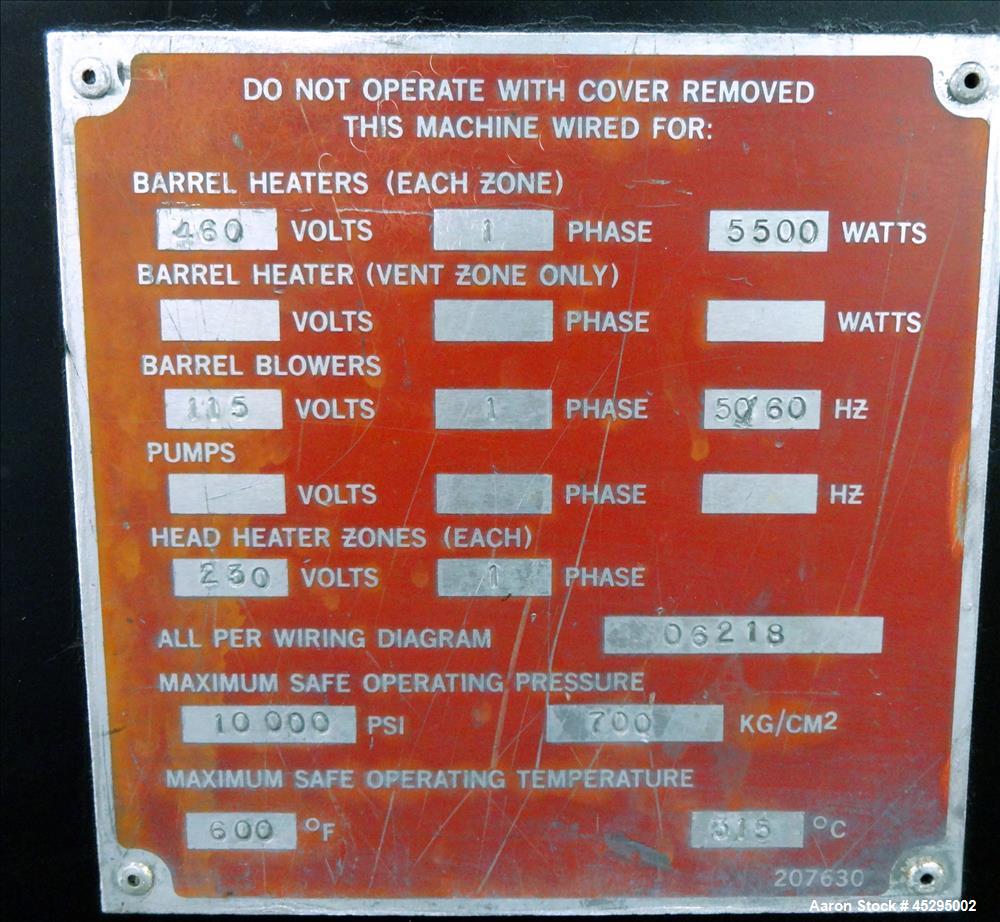 DO NOT OPERATE WITH COVER REMOVED
THIS MACHINE WIRED FOR:
BARREL HEATERS (EACH ZONE)
460 VOLTS 1 PHASE 5500 WATTS
BARREL HEATER (VENT ZONE ONLY)
VOLTS PHASE WATTS
BARREL BLOWERS
115 VOLTS 1 PHASE 50/60 HZ
PUMPS
VOLTS PHASE HZ
HEAD HEATER ZONES (EACH)
230 VOLTS 1 PHASE
ALL PER WIRING DIAGRAM 06218
MAXIMUM SAFE OPERATING PRESSURE
10 000 PSI 700 KG/CM2
MAXIMUM SAFE OPERATING TEMPERATURE
600 °F 315 °C
207630
Aaron Stock # 45295002